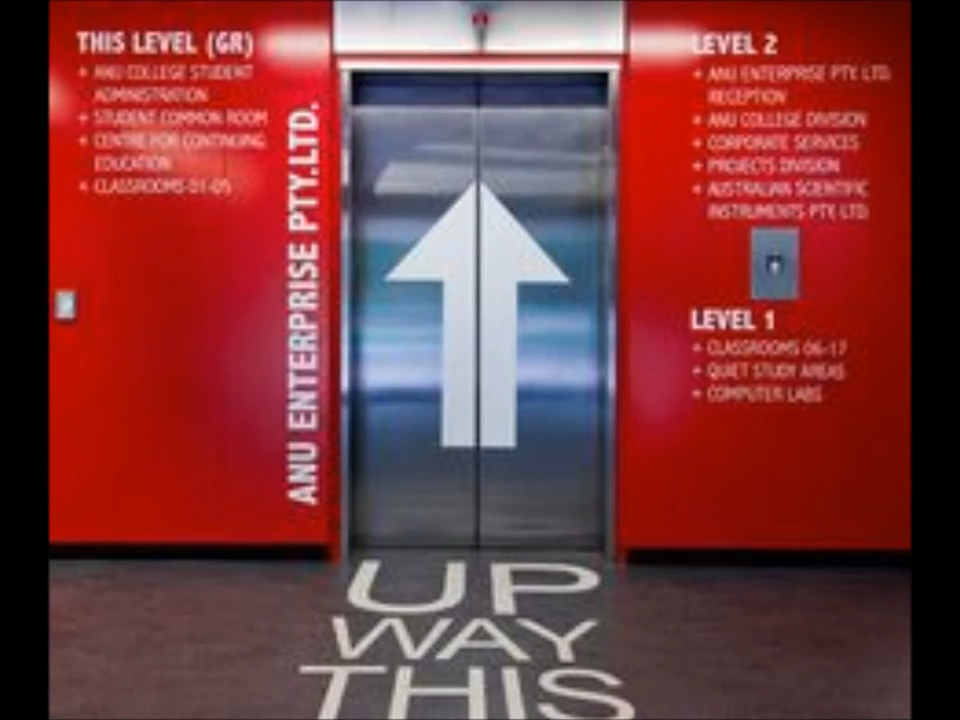 THIS LEVEL (GR)
+ ANU COLLEGE STUDENT
ADMINISTRATION
+ STUDENT COMMON ROOM
+ CENTRE FOR CONTINUING
EDUCATION
+ CLASSROOMS 01-05
ANU ENTERPRISE PTY.LTD.
LEVEL 2
+ ANU ENTERPRISE PTY. LTD.
RECEPTION
+ ANU COLLEGE DIVISION
+ CORPORATE SERVICES
+ PROJECTS DIVISION
+ AUSTRALIAN SCIENTIFIC
INSTRUMENTS PTY. LTD.
LEVEL 1
+ CLASSROOMS 06-17
+ QUIET STUDY AREAS
+ COMPUTER LABS
UP
WAY
THIS